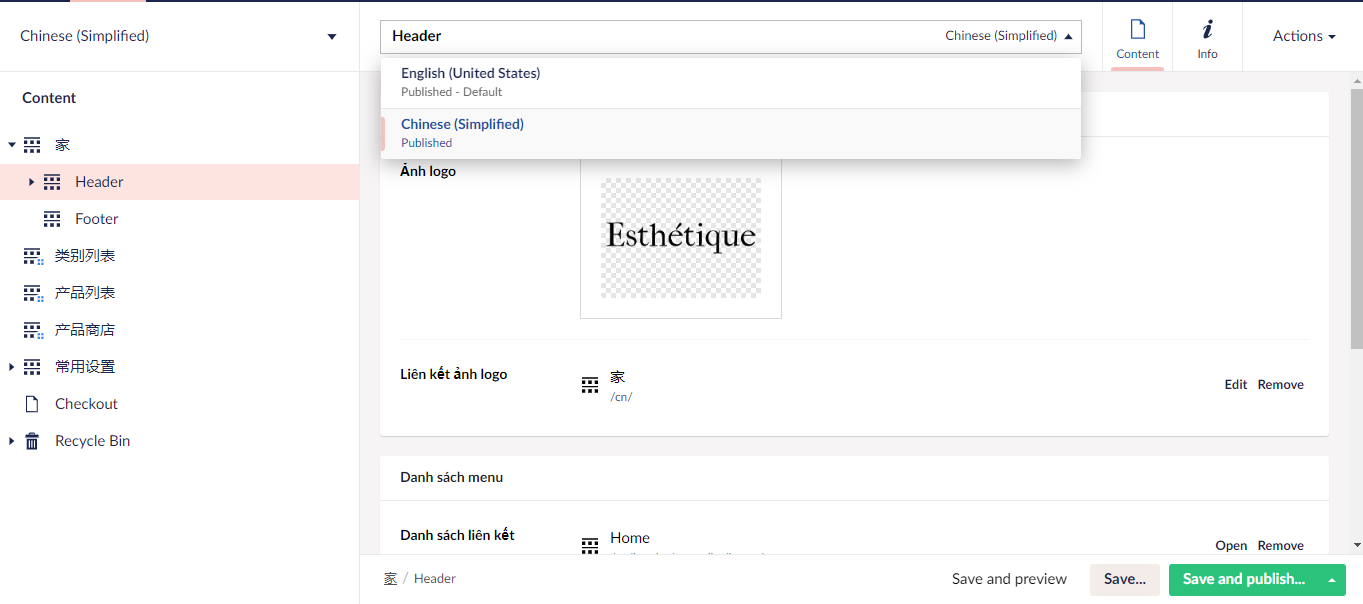 Chinese (Simplified)
Content
家
Header
Footer
类别列表
产品列表
产品商店
常用设置
Checkout
Recycle Bin
Header
Chinese (Simplified)
Content
Info
Actions
English (United States)
Published - Default
Chinese (Simplified)
Published
Ảnh logo
Esthétique
Liên kết ảnh logo
家
/cn/
Edit Remove
Danh sách menu
Danh sách liên kết
Home
Open Remove
家 / Header
Save and preview
Save...
Save and publish...